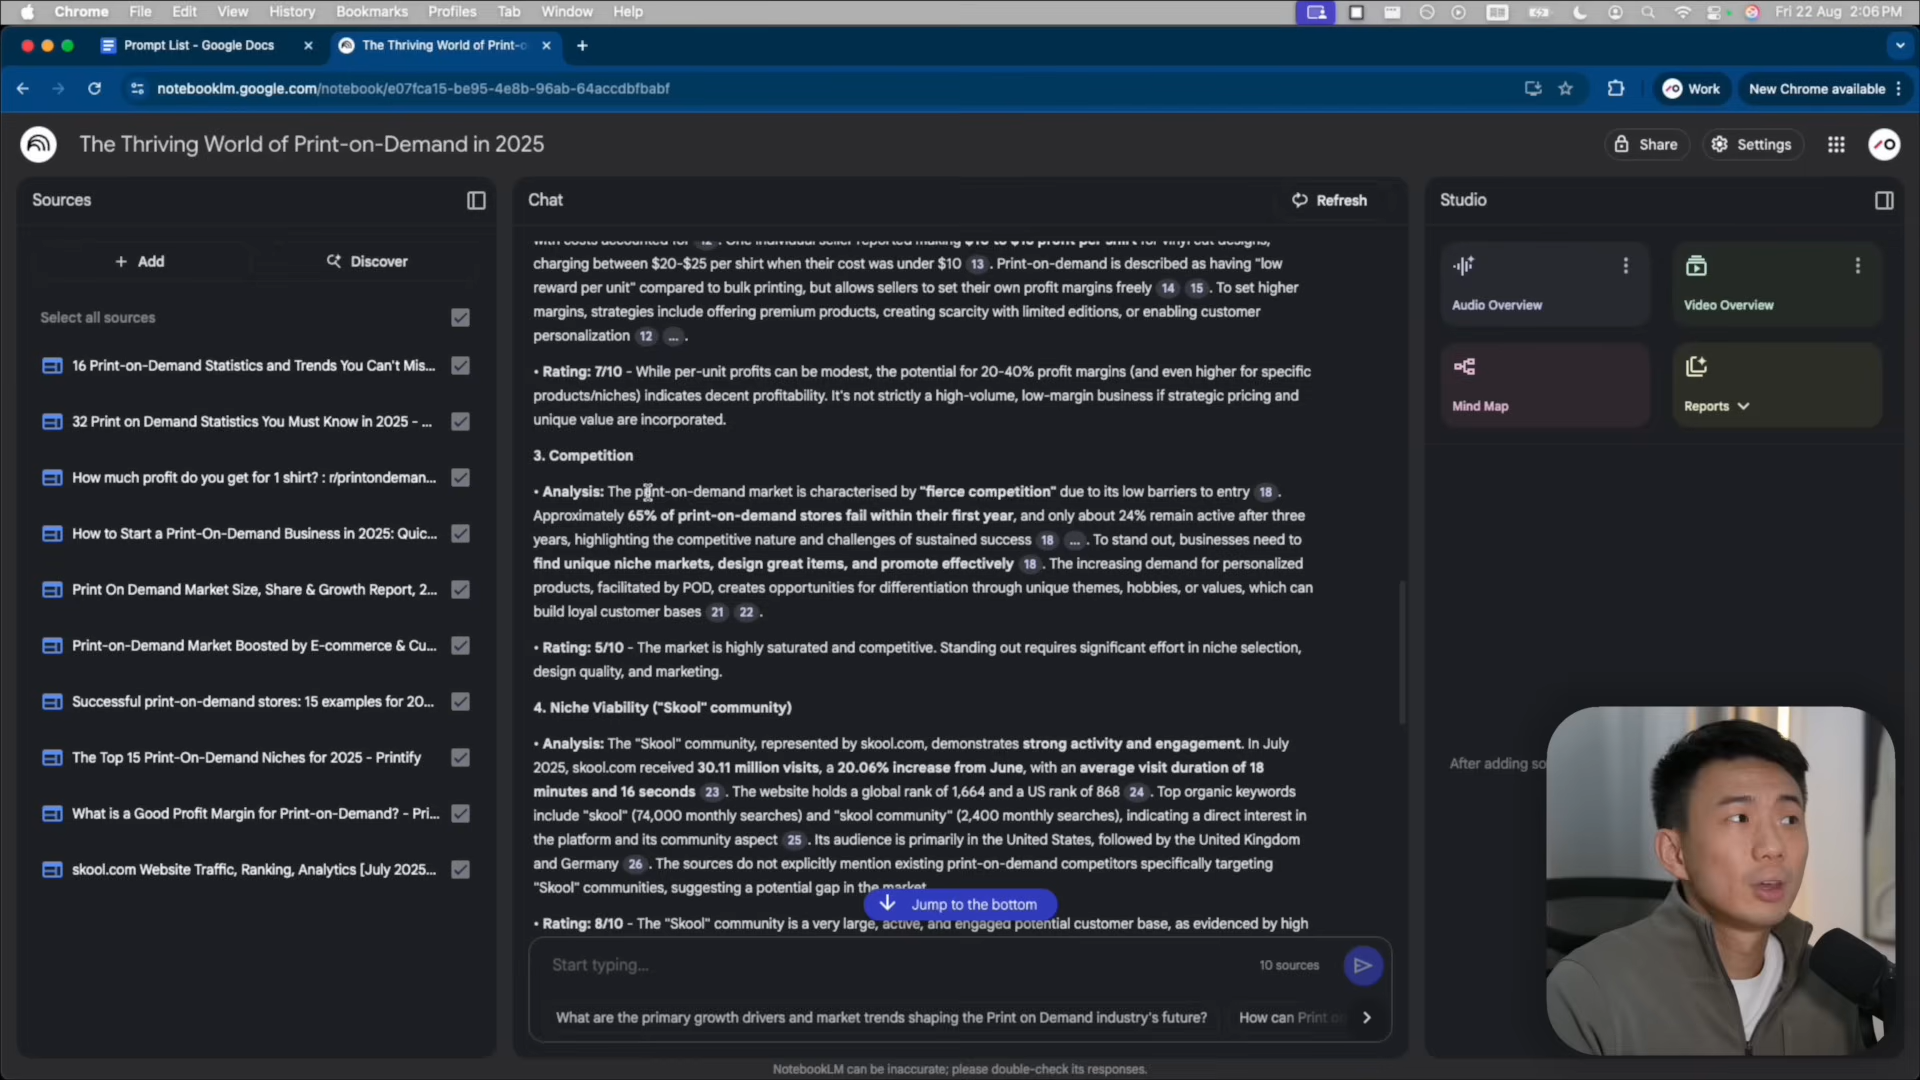 Chrome File Edit View History Bookmarks Profiles Tab Window Help Fri 22 Aug 2:06 PM
Prompt List - Google Docs The Thriving World of Print-o
notebooklm.google.com/notebook/e07fca15-be95-4e8b-96ab-64accdbfbabf Work New Chrome available
The Thriving World of Print-on-Demand in 2025 Share Settings
Sources
Add Discover
Select all sources
16 Print-on-Demand Statistics and Trends You Can't Mis...
32 Print on Demand Statistics You Must Know in 2025 - ...
How much profit do you get for 1 shirt? : r/printondeman...
How to Start a Print-On-Demand Business in 2025: Quic...
Print On Demand Market Size, Share & Growth Report, 2...
Print-on-Demand Market Boosted by E-commerce & Cu...
Successful print-on-demand stores: 15 examples for 20...
The Top 15 Print-On-Demand Niches for 2025 - Printify
What is a Good Profit Margin for Print-on-Demand? - Pri...
skool.com Website Traffic, Ranking, Analytics [July 2025...
Chat Refresh
with costs accounted for 12 . One individual seller reported making $10 to $15 profit per shirt for vinyl cut designs,
charging between $20-$25 per shirt when their cost was under $10 13 . Print-on-demand is described as having "low
reward per unit" compared to bulk printing, but allows sellers to set their own profit margins freely 14 15 . To set higher
margins, strategies include offering premium products, creating scarcity with limited editions, or enabling customer
personalization 12 ... .
• Rating: 7/10 - While per-unit profits can be modest, the potential for 20-40% profit margins (and even higher for specific
products/niches) indicates decent profitability. It's not strictly a high-volume, low-margin business if strategic pricing and
unique value are incorporated.
3. Competition
• Analysis: The print-on-demand market is characterised by "fierce competition" due to its low barriers to entry 18 .
Approximately 65% of print-on-demand stores fail within their first year, and only about 24% remain active after three
years, highlighting the competitive nature and challenges of sustained success 18 ... . To stand out, businesses need to
find unique niche markets, design great items, and promote effectively 18 . The increasing demand for personalized
products, facilitated by POD, creates opportunities for differentiation through unique themes, hobbies, or values, which can
build loyal customer bases 21 22 .
• Rating: 5/10 - The market is highly saturated and competitive. Standing out requires significant effort in niche selection,
design quality, and marketing.
4. Niche Viability ("Skool" community)
• Analysis: The "Skool" community, represented by skool.com, demonstrates strong activity and engagement. In July
2025, skool.com received 30.11 million visits, a 20.06% increase from June, with an average visit duration of 18
minutes and 16 seconds 23 . The website holds a global rank of 1,664 and a US rank of 868 24 . Top organic keywords
include "skool" (74,000 monthly searches) and "skool community" (2,400 monthly searches), indicating a direct interest in
the platform and its community aspect 25 . Its audience is primarily in the United States, followed by the United Kingdom
and Germany 26 . The sources do not explicitly mention existing print-on-demand competitors specifically targeting
"Skool" communities, suggesting a potential gap in the market.
Jump to the bottom
• Rating: 8/10 - The "Skool" community is a very large, active, and engaged potential customer base, as evidenced by high
Start typing... 10 sources
What are the primary growth drivers and market trends shaping the Print on Demand industry's future? How can Print o
NotebookLM can be inaccurate; please double-check its responses.
Studio
Audio Overview Video Overview
Mind Map Reports
After adding so